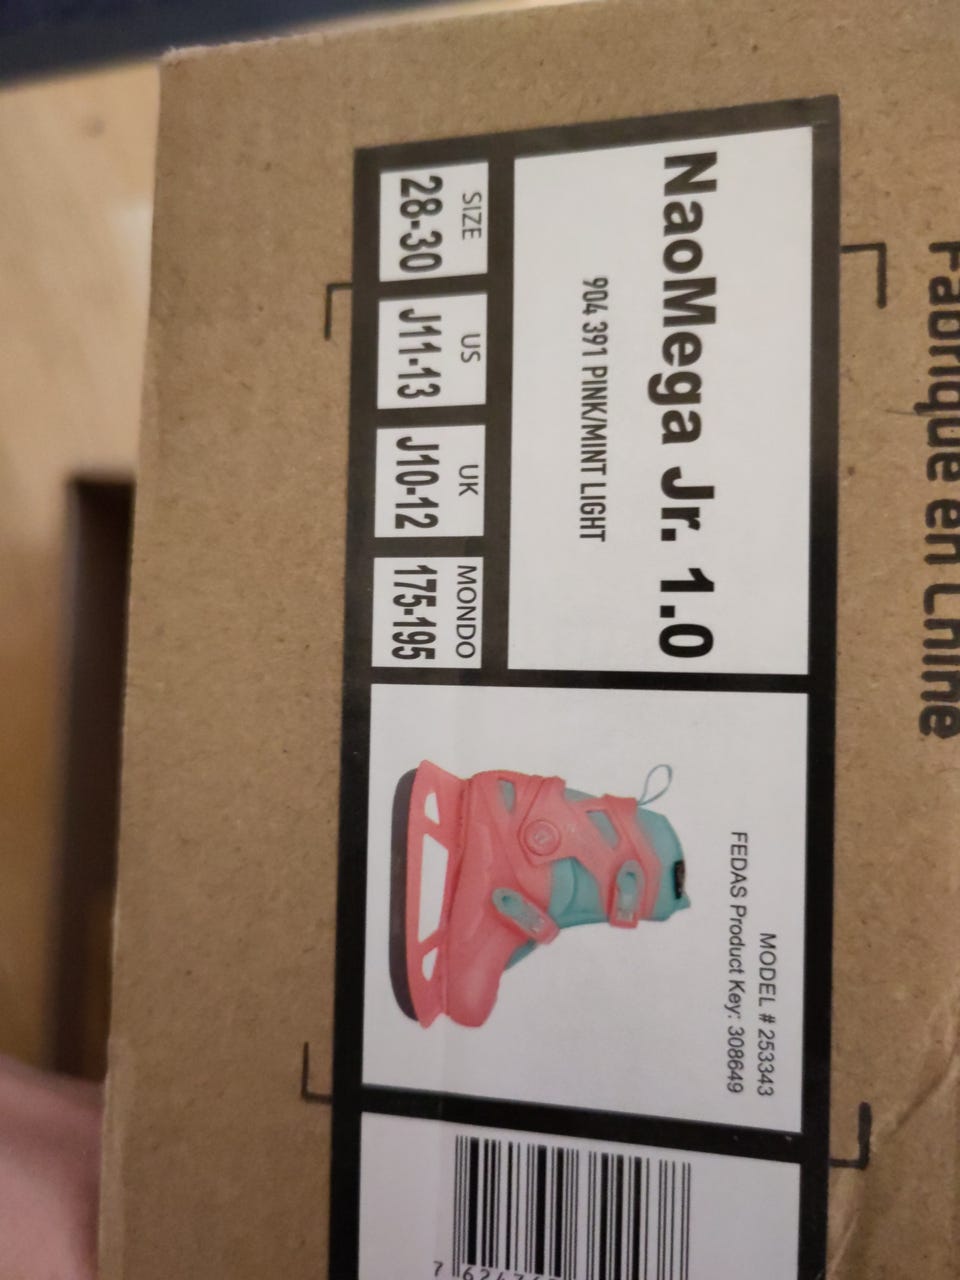 Fabrique en Chine
NaoMega Jr. 1.0
904 391 PINK/MINT LIGHT
SIZE
28-30
US
J11-13
UK
J10-12
MONDO
175-195
MODEL # 253343
FEDAS Product Key: 308649